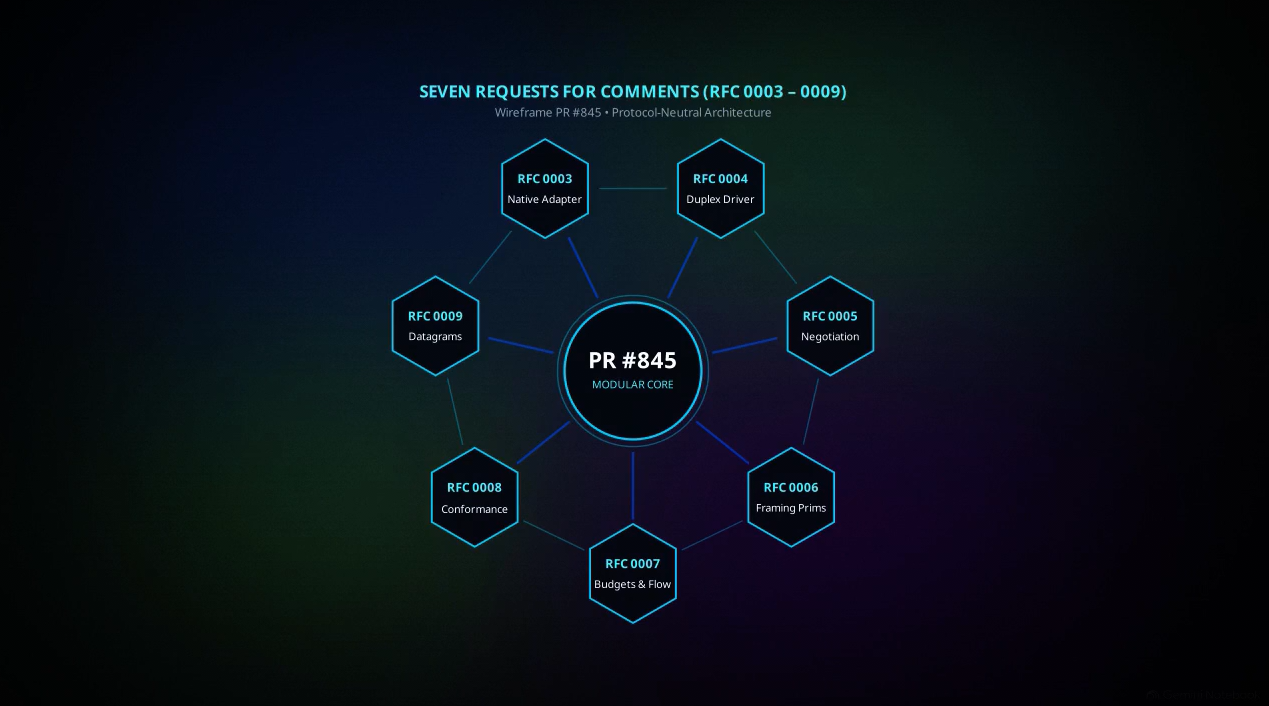 SEVEN REQUESTS FOR COMMENTS (RFC 0003 – 0009)
Wireframe PR #845 • Protocol-Neutral Architecture
RFC 0003
Native Adapter
RFC 0004
Duplex Driver
RFC 0009
Datagrams
RFC 0005
Negotiation
PR #845
MODULAR CORE
RFC 0008
Conformance
RFC 0006
Framing Prims
RFC 0007
Budgets & Flow